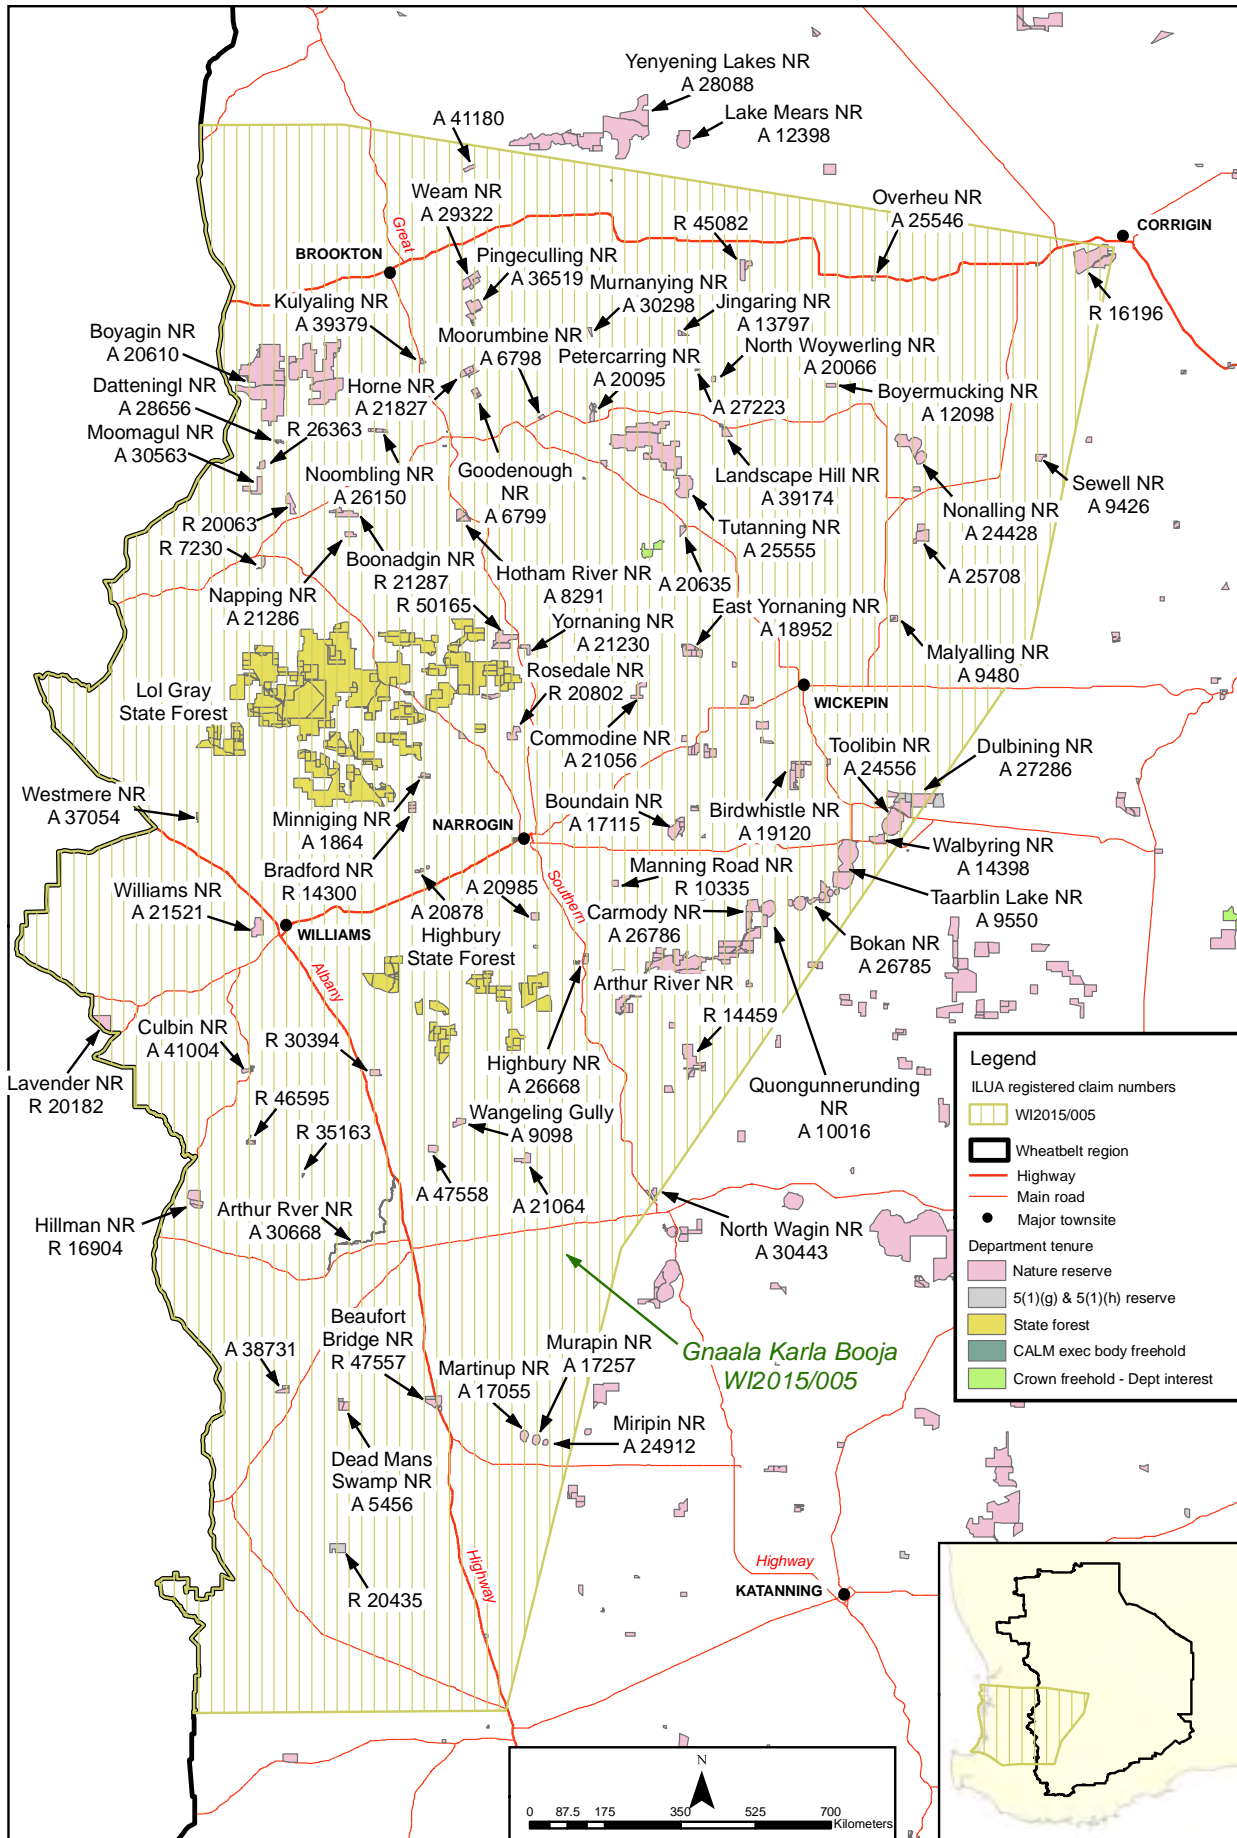 Yenyening Lakes NR
A 28088
Lake Mears NR
A 12398
A 41180
Weam NR
A 29322
Great
Overheu NR
A 25546
CORRIGIN
R 45082
BROOKTON
Pingeculling NR
A 36519
Murnanying NR
A 30298
Jingaring NR
A 13797
R 16196
Kulyaling NR
A 39379
Boyagin NR
A 20610
Moorumbine NR
A 6798
Petercarring NR
A 20095
North Woywerling NR
A 20066
Datteningl NR
A 28656
Horne NR
A 21827
A 27223
Boyermucking NR
A 12098
Moomagul NR
A 30563
R 26363
Noombling NR
A 26150
Goodenough
NR
A 6799
Landscape Hill NR
A 39174
Sewell NR
A 9426
Nonalling NR
A 24428
Tutanning NR
A 25555
R 20063
R 7230
Boonadgin NR
R 21287
Hotham River NR
A 8291
A 20635
A 25708
Napping NR
A 21286
R 50165
Yornaning NR
A 21230
East Yornaning NR
A 18952
Malyalling NR
A 9480
Rosedale NR
R 20802
Lol Gray
State Forest
WICKEPIN
Commodine NR
A 21056
Toolibin NR
A 24556
Dulbining NR
A 27286
Westmere NR
A 37054
Minniging NR
A 1864
NARROGIN
Boundain NR
A 17115
Birdwhistle NR
A 19120
Walbyring NR
A 14398
Bradford NR
R 14300
Manning Road NR
R 10335
Taarblin Lake NR
A 9550
Williams NR
A 21521
A 20985
Southern
A 20878
Carmody NR
A 26786
WILLIAMS
Highbury
State Forest
Bokan NR
A 26785
Albany
Arthur River NR
Culbin NR
A 41004
R 30394
R 14459
Lavender NR
R 20182
Highbury NR
A 26668
Quongunnerunding
NR
A 10016
R 46595
Wangeling Gully
A 9098
R 35163
A 47558
A 21064
Hillman NR
R 16904
Arthur Rver NR
A 30668
North Wagin NR
A 30443
Beaufort
Bridge NR
R 47557
A 38731
Murapin NR
A 17257
Martinup NR
A 17055
Gnaala Karla Booja
WI2015/005
Miripin NR
A 24912
Dead Mans
Swamp NR
A 5456
Highway
Highway
R 20435
KATANNING
Legend
ILUA registered claim numbers
WI2015/005
Wheatbelt region
Highway
Main road
Major townsite
Department tenure
Nature reserve
5(1)(g) & 5(1)(h) reserve
State forest
CALM exec body freehold
Crown freehold - Dept interest
N
0 87.5 175 350 525 700
Kilometers